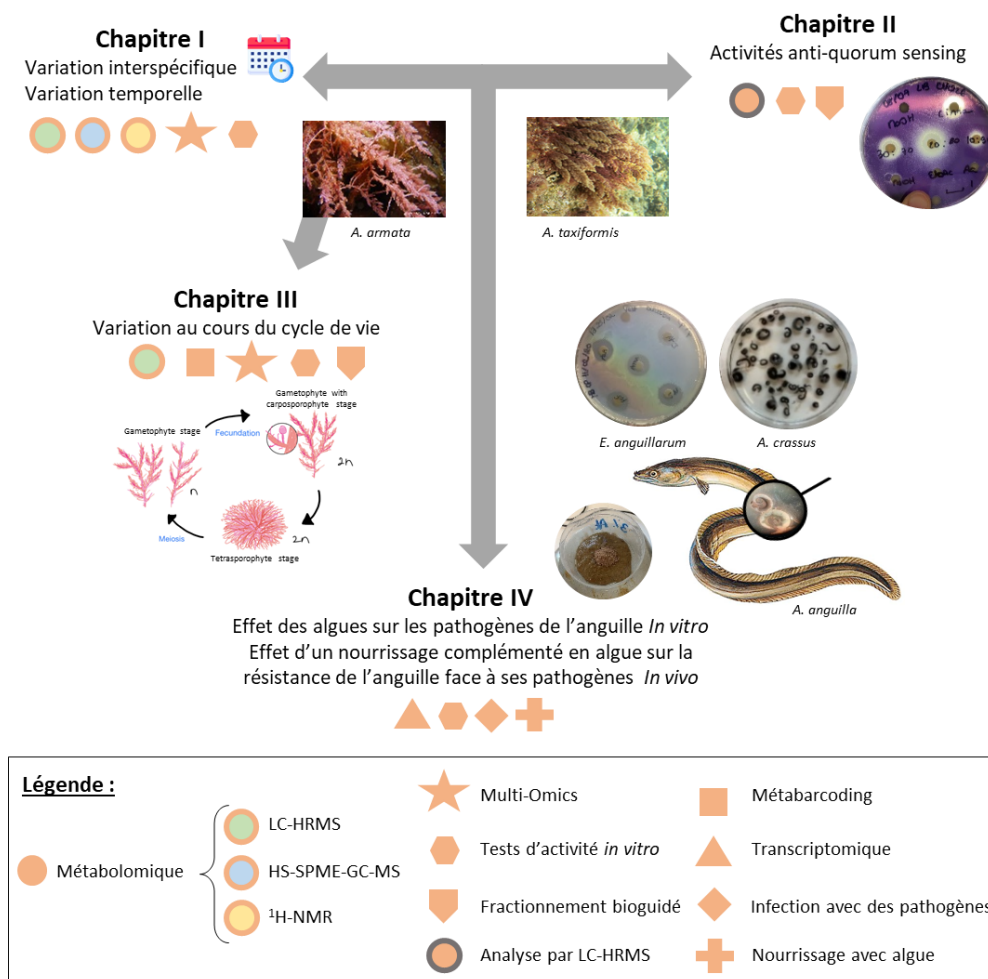 Chapitre I
Variation interspécifique
Variation temporelle
Chapitre II
Activités anti-quorum sensing
A. armata
A. taxiformis
Chapitre III
Variation au cours du cycle de vie
Gametophyte stage
Fecundation
Gametophyte with
carposporophyte stage
n
2n
Meiosis
2n
Tetrasporophyte stage
E. anguillarum
A. crassus
A. anguilla
Chapitre IV
Effet des algues sur les pathogènes de l’anguille In vitro
Effet d’un nourrissage complémenté en algue sur la
résistance de l’anguille face à ses pathogènes In vivo
Légende :
Métabolomique
LC-HRMS
HS-SPME-GC-MS
¹H-NMR
Multi-Omics
Tests d’activité in vitro
Fractionnement bioguidé
Analyse par LC-HRMS
Métabarcoding
Transcriptomique
Infection avec des pathogènes
Nourrissage avec algue